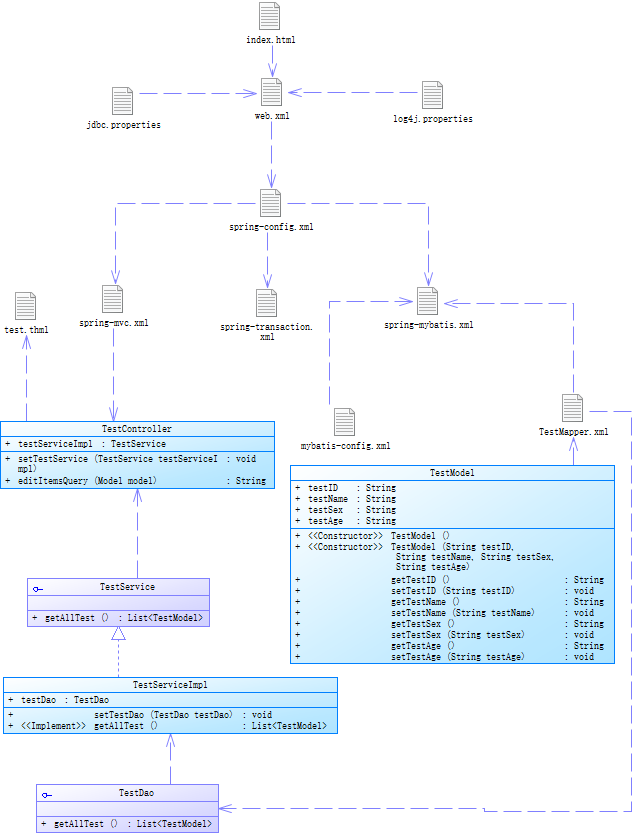 index.html
jdbc.properties
web.xml
log4j.properties
spring-config.xml
test.thml
spring-mvc.xml
spring-transaction.
xml
spring-mybatis.xml
mybatis-config.xml
TestMapper.xml
TestController
+ testServiceImpl : TestService
+ setTestService (TestService testServiceI : void
mpl)
+ editItemsQuery (Model model) : String
TestModel
+ testID : String
+ testName : String
+ testSex : String
+ testAge : String
+ <<Constructor>> TestModel ()
+ <<Constructor>> TestModel (String testID,
String testName, String testSex,
String testAge)
+ getTestID () : String
+ setTestID (String testID) : void
+ getTestName () : String
+ setTestName (String testName) : void
+ getTestSex () : String
+ setTestSex (String testSex) : void
+ getTestAge () : String
+ setTestAge (String testAge) : void
TestService
+ getAllTest () : List<TestModel>
TestServiceImpl
+ testDao : TestDao
+ setTestDao (TestDao testDao) : void
+ <<Implement>> getAllTest () : List<TestModel>
TestDao
+ getAllTest () : List<TestModel>